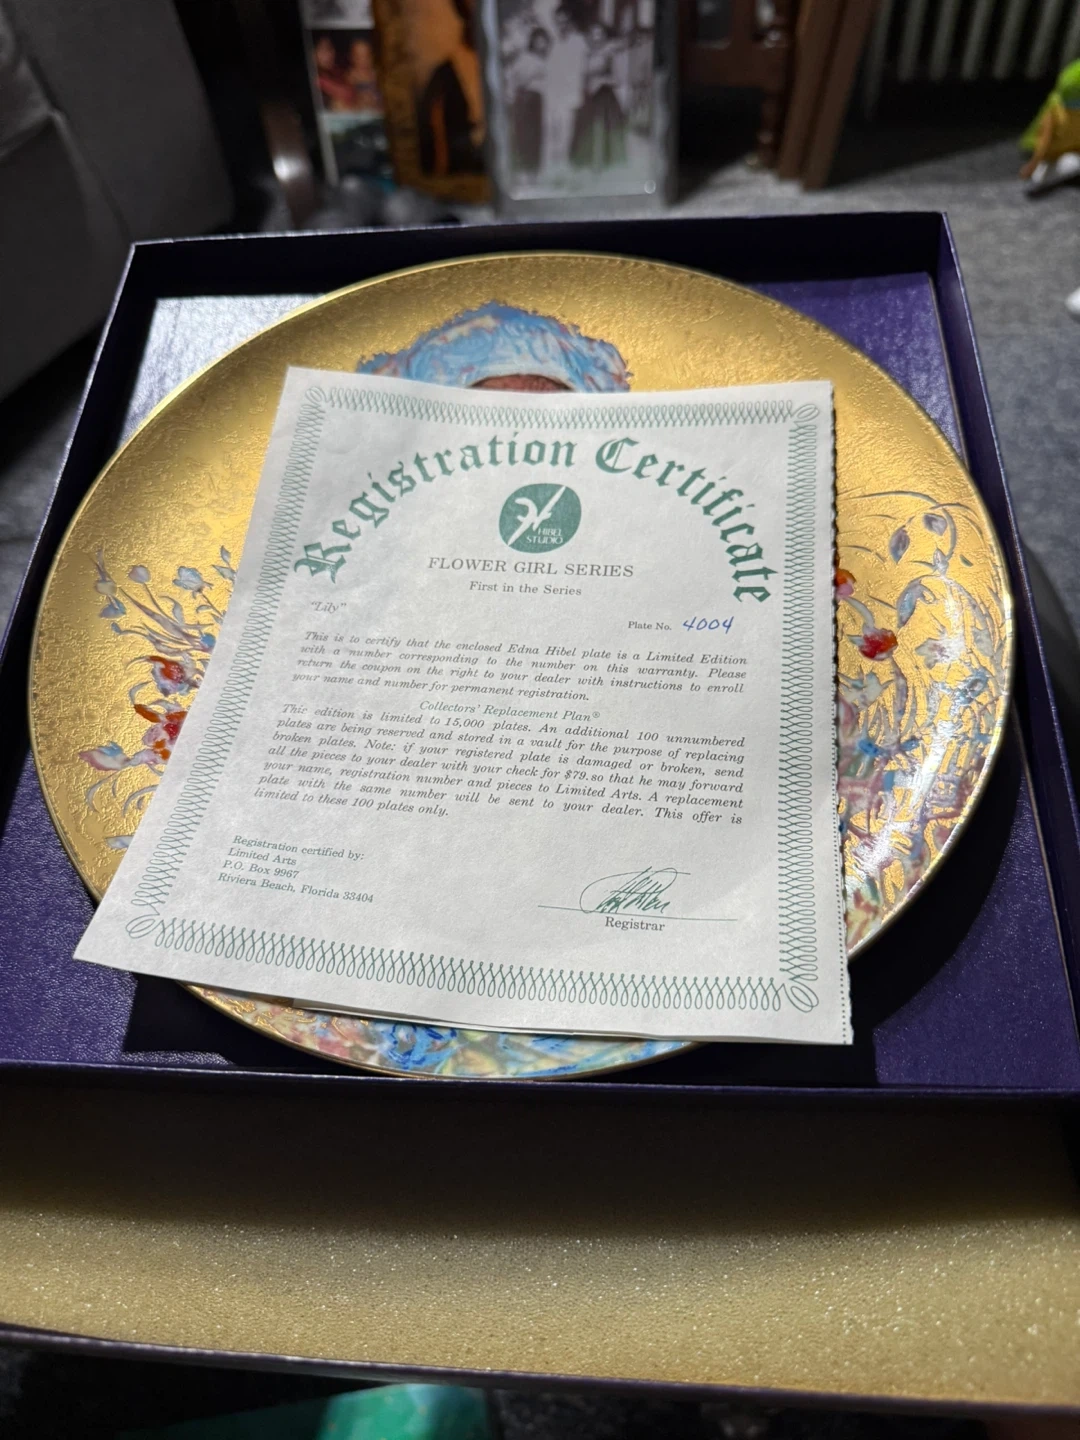 Registration Certificate
HIBEL
STUDIO
FLOWER GIRL SERIES
First in the Series
"Lily"
Plate No. 4004
This is to certify that the enclosed Edna Hibel plate is a Limited Edition
with a number corresponding to the number on this warranty. Please
return the coupon on the right to your dealer with instructions to enroll
your name and number for permanent registration.
Collectors' Replacement Plan®
This edition is limited to 15,000 plates. An additional 100 unnumbered
plates are being reserved and stored in a vault for the purpose of replacing
broken plates. Note: if your registered plate is damaged or broken, send
all the pieces to your dealer with your check for $79.80 so that he may forward
your name, registration number and pieces to Limited Arts. A replacement
plate with the same number will be sent to your dealer. This offer is
limited to these 100 plates only.
Registration certified by:
Limited Arts
P.O. Box 9967
Riviera Beach, Florida 33404
Registrar